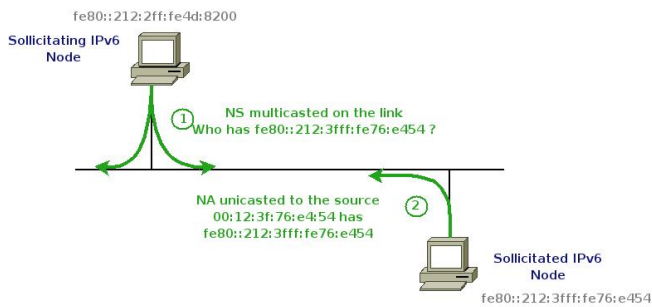 fe80::212:2ff:fe4d:8200
Sollicitating IPv6
Node
1
NS multicasted on the link
Who has fe80::212:3fff:fe76:e454 ?
NA unicasted to the source
00:12:3f:76:e4:54 has
fe80::212:3fff:fe76:e454
2
Sollicitated IPv6
Node
fe80::212:3fff:fe76:e454